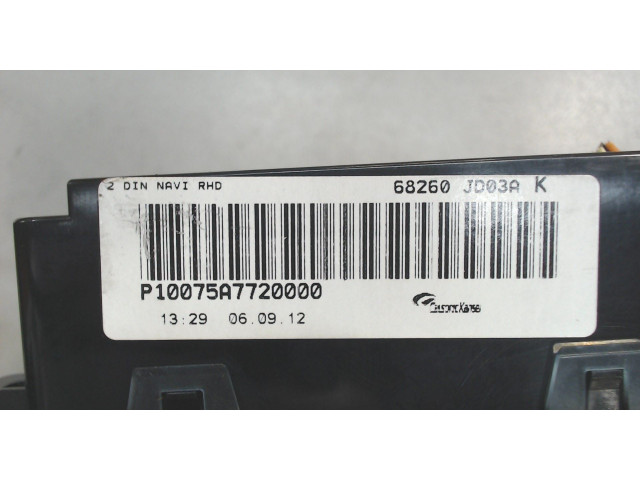 2 DIN NAVI RHD 68260 JD03A K
P10075A7720000
13:29 06.09.12